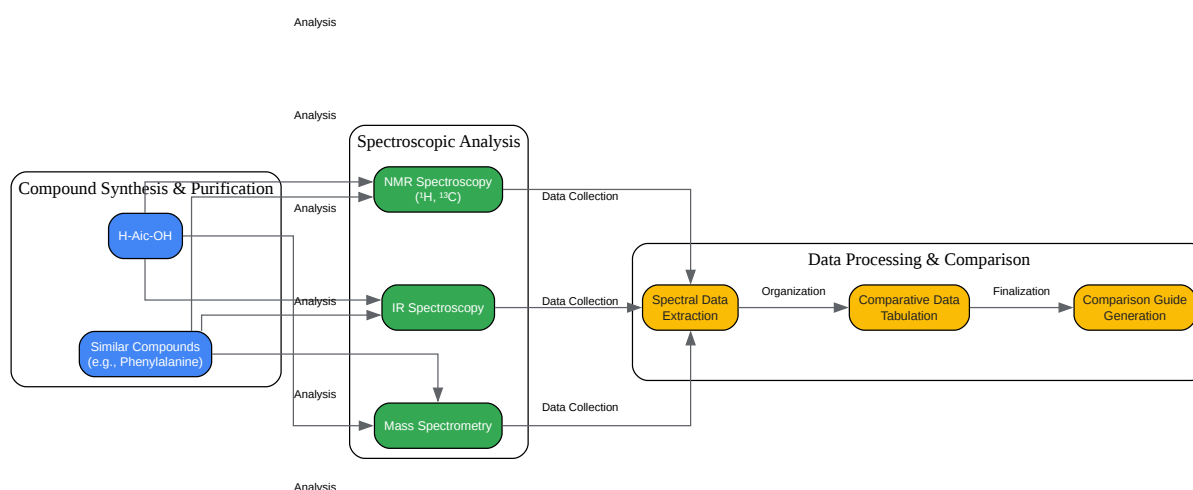 Analysis
Analysis
Spectroscopic Analysis
Compound Synthesis & Purification
NMR Spectroscopy
(¹H, ¹³C)
Data Collection
Analysis
H-Aic-OH
Data Processing & Comparison
Analysis
IR Spectroscopy
Data Collection
Spectral Data
Extraction
Organization
Comparative Data
Tabulation
Finalization
Comparison Guide
Generation
Similar Compounds
(e.g., Phenylalanine)
Analysis
Data Collection
Mass Spectrometry
Analysis